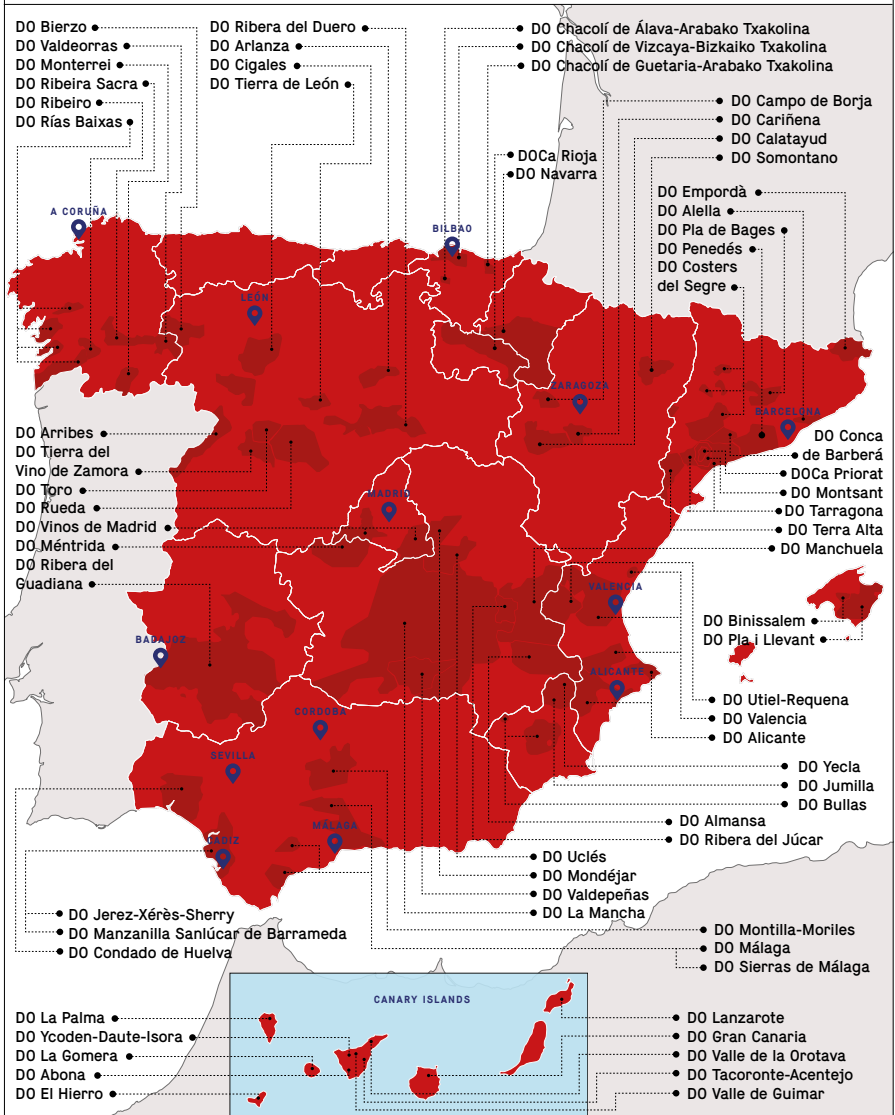 DO Bierzo
DO Valdeorras
DO Monterrei
DO Ribeira Sacra
DO Ribeiro
DO Rías Baixas
DO Ribera del Duero
DO Arlanza
DO Cigales
DO Tierra de León
DO Chacolí de Álava-Arabako Txakolina
DO Chacolí de Vizcaya-Bizkaiko Txakolina
DO Chacolí de Guetaria-Arabako Txakolina
DO Campo de Borja
DO Cariñena
DO Calatayud
DO Somontano
DOCa Rioja
DO Navarra
DO Empordà
DO Alella
DO Pla de Bages
DO Penedés
DO Costers
del Segre
A CORUÑA
BILBAO
LEÓN
ZARAGOZA
BARCELONA
DO Arribes
DO Tierra del
Vino de Zamora
DO Toro
DO Rueda
DO Vinos de Madrid
DO Méntrida
DO Ribera del
Guadiana
MADRID
DO Conca
de Barberá
DOCa Priorat
DO Montsant
DO Tarragona
DO Terra Alta
DO Manchuela
VALENCIA
DO Binissalem
DO Pla i Llevant
BADAJOZ
ALICANTE
CORDOBA
SEVILLA
MÁLAGA
CADIZ
DO Utiel-Requena
DO Valencia
DO Alicante
DO Yecla
DO Jumilla
DO Bullas
DO Almansa
DO Ribera del Júcar
DO Uclés
DO Mondéjar
DO Valdepeñas
DO La Mancha
DO Jerez-Xérès-Sherry
DO Manzanilla Sanlúcar de Barrameda
DO Condado de Huelva
DO Montilla-Moriles
DO Málaga
DO Sierras de Málaga
CANARY ISLANDS
DO La Palma
DO Ycoden-Daute-Isora
DO La Gomera
DO Abona
DO El Hierro
DO Lanzarote
DO Gran Canaria
DO Valle de la Orotava
DO Tacoronte-Acentejo
DO Valle de Guimar